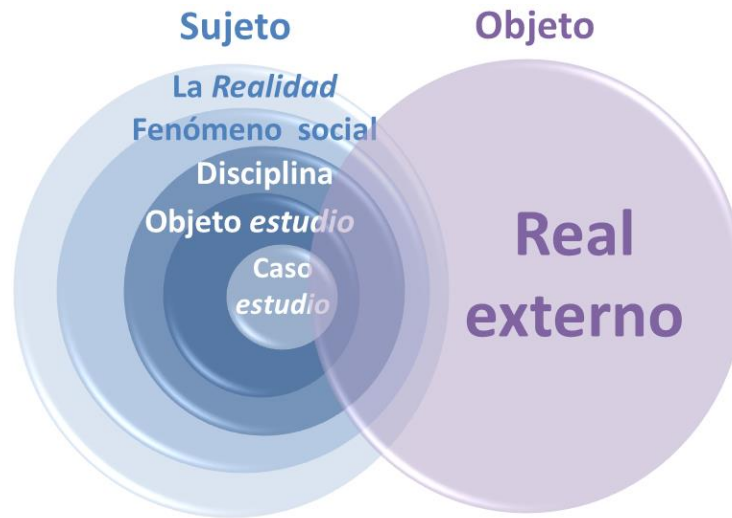 Sujeto
Objeto
La Realidad
Fenómeno social
Disciplina
Objeto estudio
Caso
estudio
Real
externo